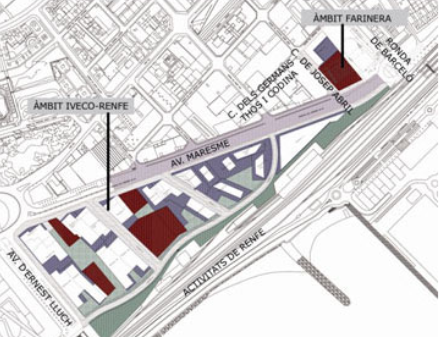 ÀMBIT FARINERA
RONDA
DE BARCELÓ
C. DE JOSEP ABRIL
C. DELS GERMANS
THOS I CODINA
ÀMBIT IVECO-RENFE
AV. MARESME
ACTIVITATS DE RENFE
AV. D'ERNEST LLUCH